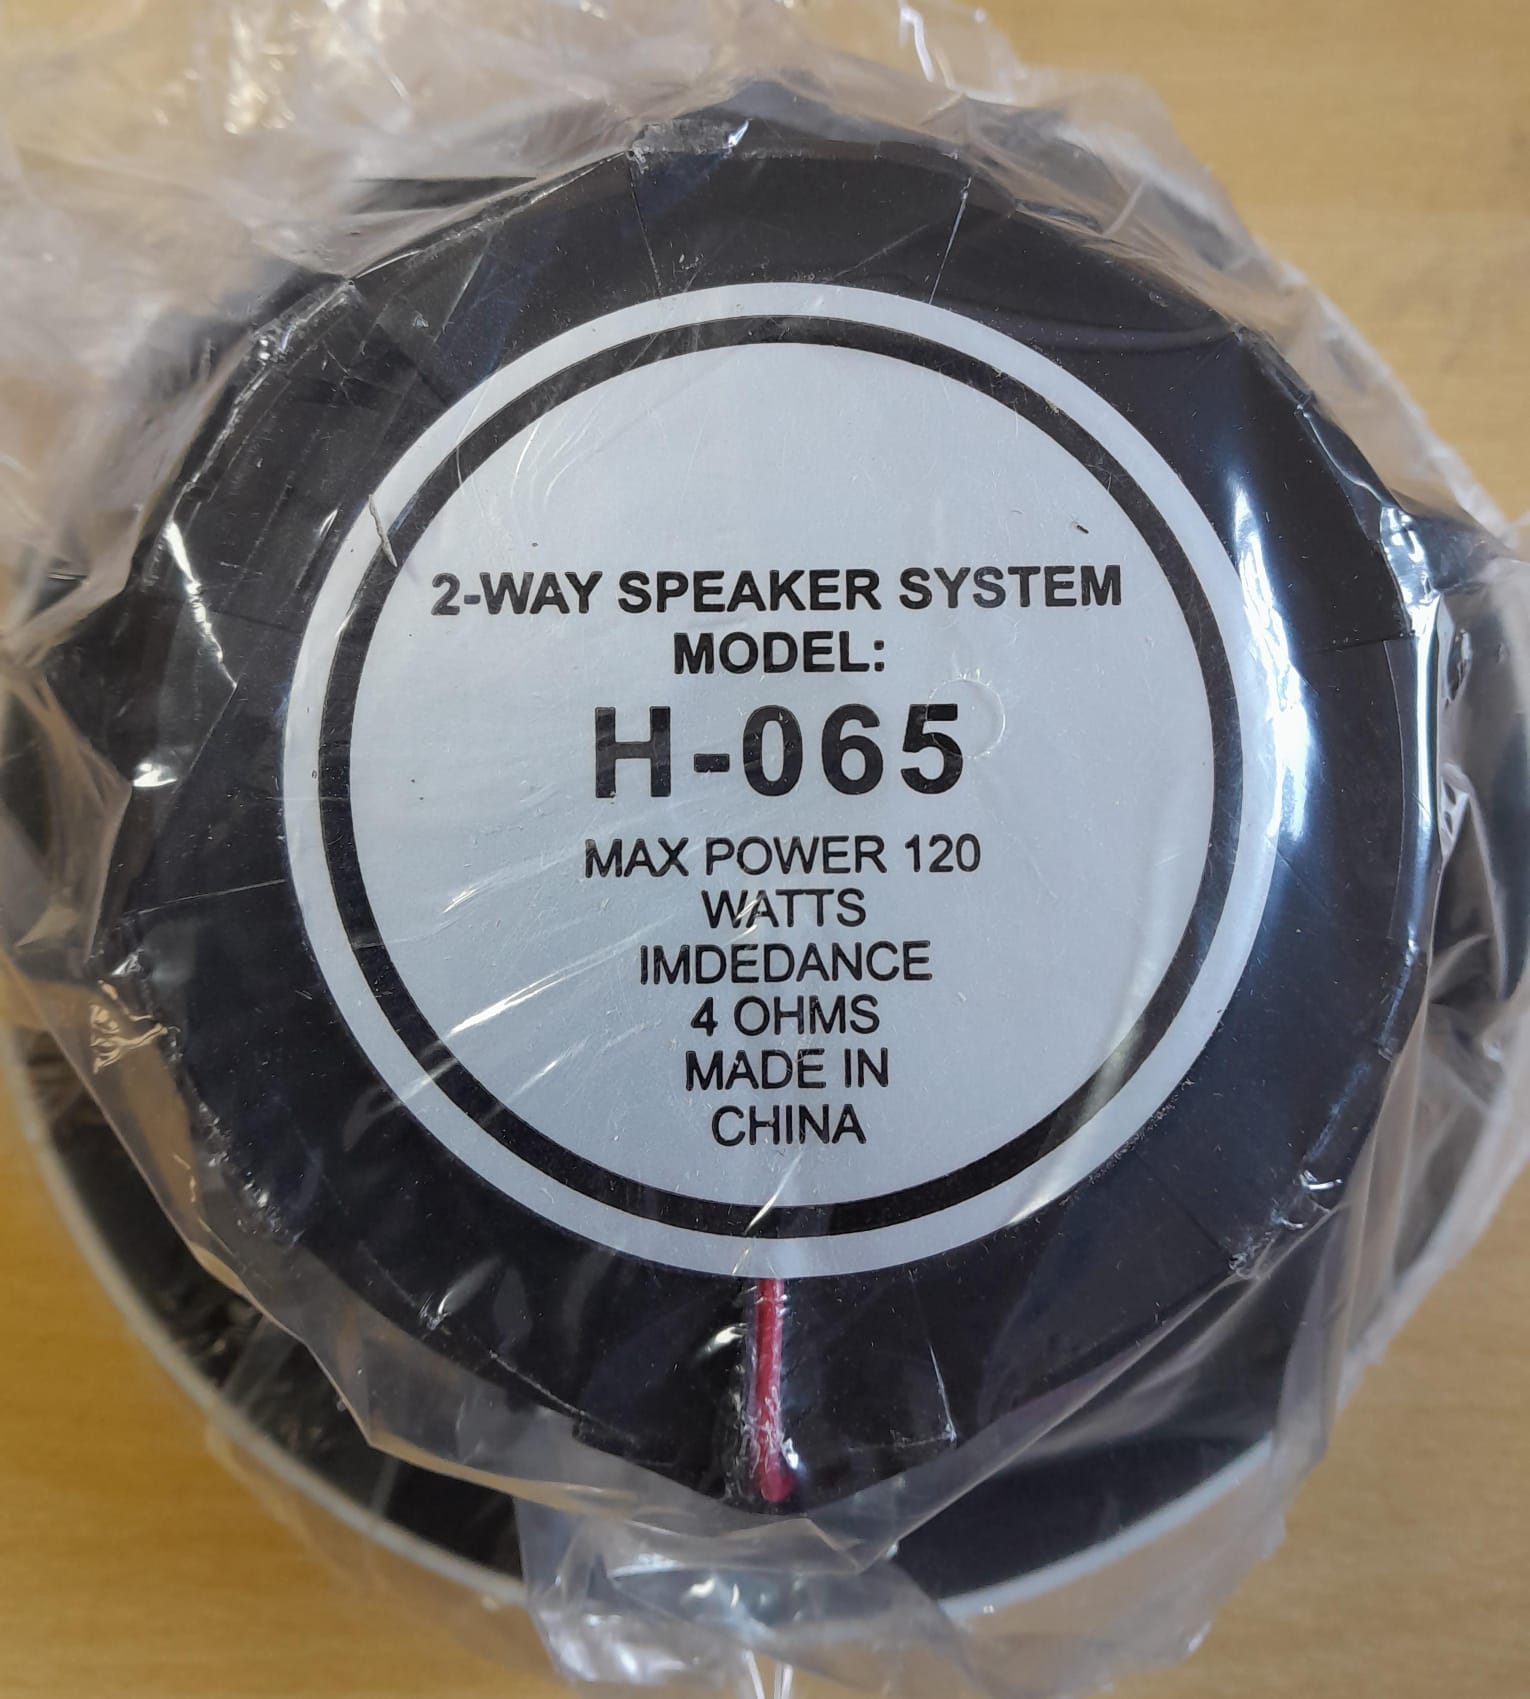 2-WAY SPEAKER SYSTEM
MODEL:
H-065
MAX POWER 120
WATTS
IMDEDANCE
4 OHMS
MADE IN
CHINA